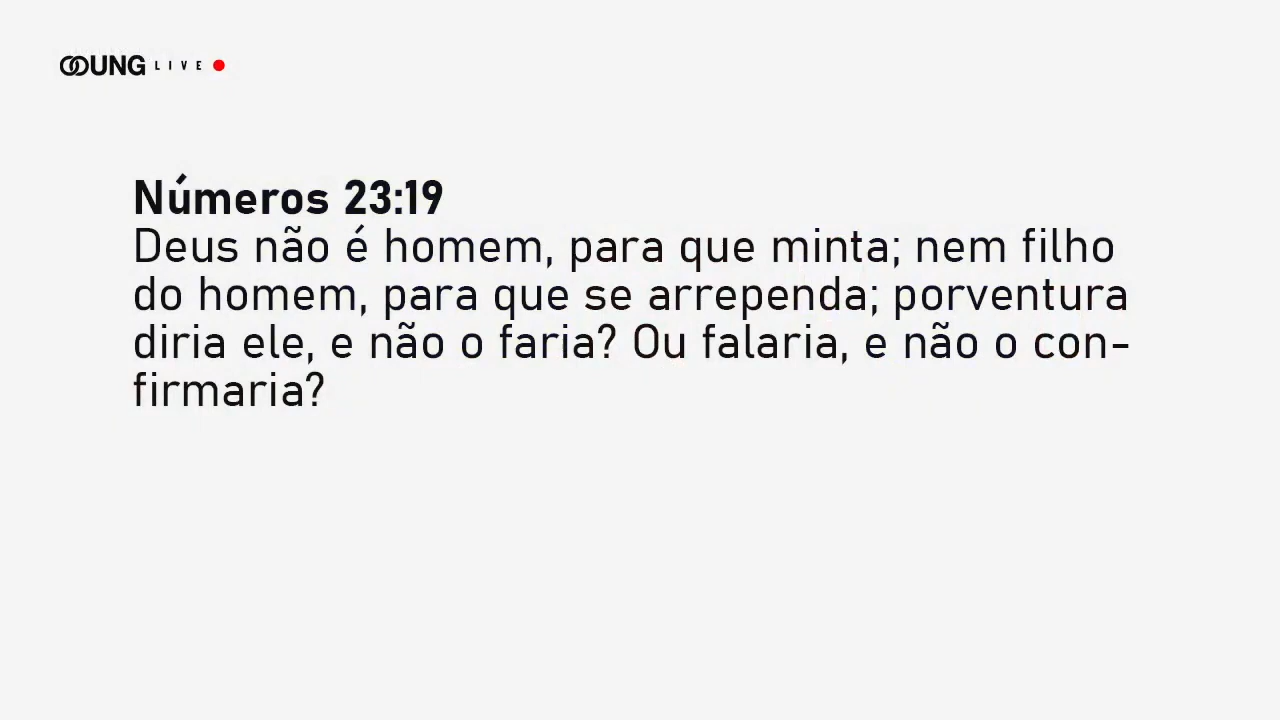 OOUNG LIVE
Números 23:19
Deus não é homem, para que minta; nem filho
do homem, para que se arrependa; porventura
diria ele, e não o faria? Ou falaria, e não o con-
firmaria?